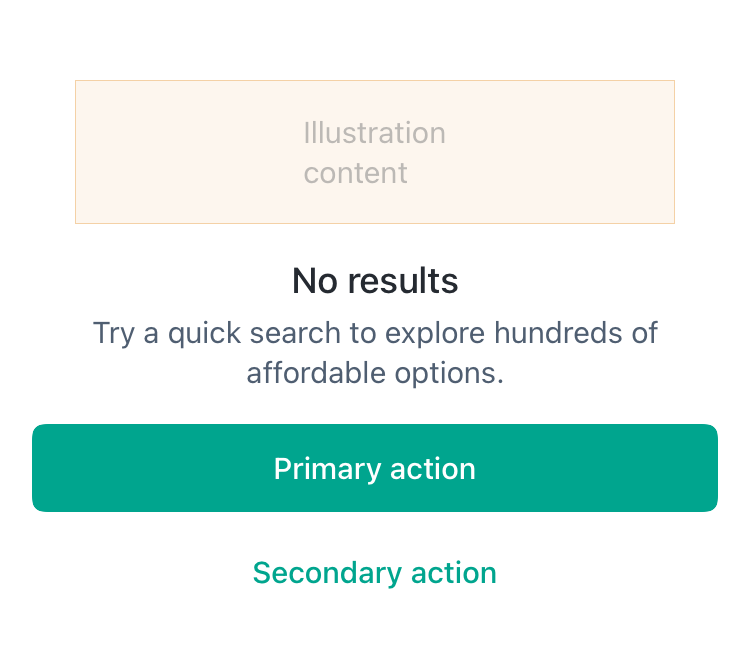 Illustration
content
No results
Try a quick search to explore hundreds of
affordable options.
Primary action
Secondary action